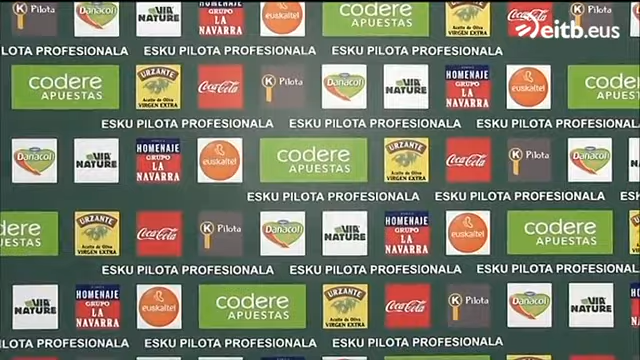 eitb.eus
Pilota
Danacol
VIA NATURE
GRUPO
LA
NAVARRA
euskaltel
codere
APUESTAS
Aceite de Oliva
VIRGEN EXTRA
Coca-Cola
K Pilota
PILOTA PROFESIONALA ESKU PILOTA PROFESIONALA ESKU PILOTA PROFESIONALA
codere
APUESTAS
URZANTE
Aceite de Oliva
VIRGEN EXTRA
Coca-Cola
K Pilota
Danacol
VIA NATURE
HOMENAJE
GRUPO
LA
NAVARRA
euskaltel
codere
APUESTAS
ESKU PILOTA PROFESIONALA ESKU PILOTA PROFESIONALA ESKU PILOTA PROFESIONALA
Danacol
VIA NATURE
HOMENAJE
GRUPO
LA
NAVARRA
euskaltel
codere
APUESTAS
URZANTE
Aceite de Oliva
VIRGEN EXTRA
Coca-Cola
K Pilota
Danacol
VIA NATURE
ESKU PILOTA PROFESIONALA ESKU PILOTA PROFESIONALA
codere
APUESTAS
URZANTE
Aceite de Oliva
VIRGEN EXTRA
Coca-Cola
K Pilota
Danacol
VIA NATURE
HOMENAJE
GRUPO
LA
NAVARRA
euskaltel
codere
APUESTAS
ESKU PILOTA PROFESIONALA ESKU PILOTA PROFESIONALA ESKU PILOTA PROFESIONALA
VIA NATURE
HOMENAJE
GRUPO
LA
NAVARRA
euskaltel
codere
APUESTAS
URZANTE
Aceite de Oliva
VIRGEN EXTRA
Coca-Cola
K Pilota
Danacol
VIA NATURE
PILOTA PROFESIONALA ESKU PILOTA PROFESIONALA ESKU PILOTA PROFESIONALA